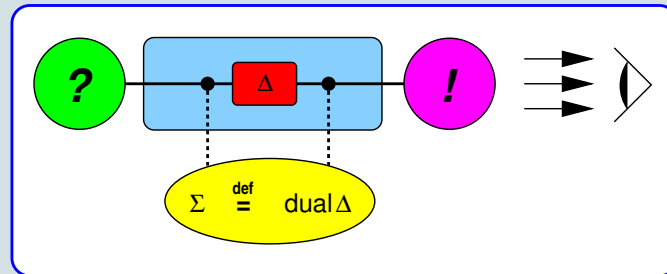 ? Δ !
Σ def = dual Δ